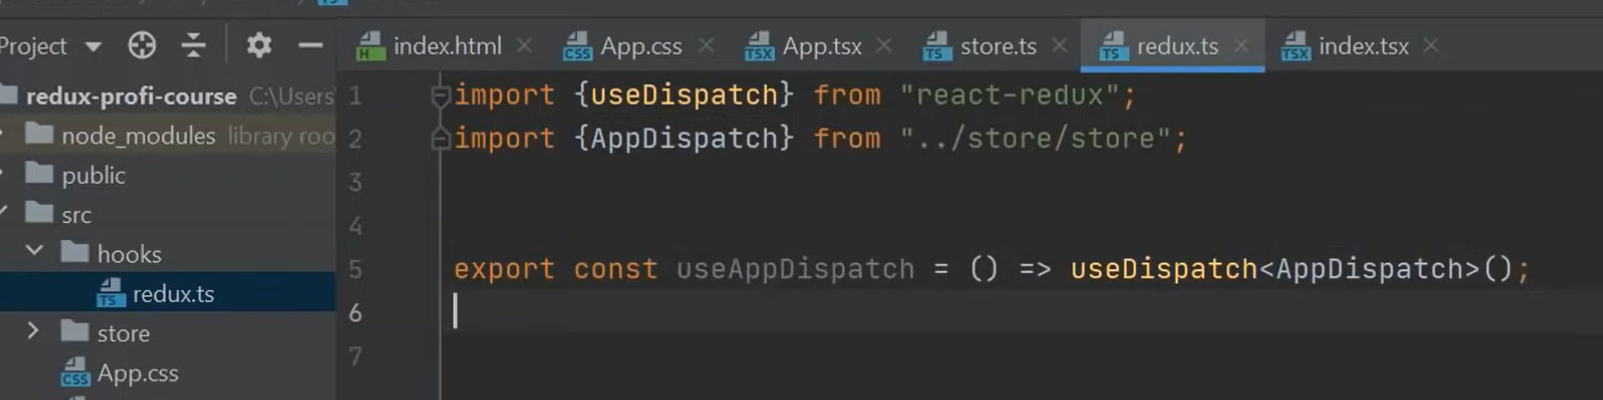 Project
index.html
App.css
App.tsx
store.ts
redux.ts
index.tsx
redux-profi-course C:\Users
node_modules library roo
public
src
hooks
redux.ts
store
App.css
1 import {useDispatch} from "react-redux";
2 import {AppDispatch} from "../store/store";
3
4
5 export const useAppDispatch = () => useDispatch<AppDispatch>();
6
7